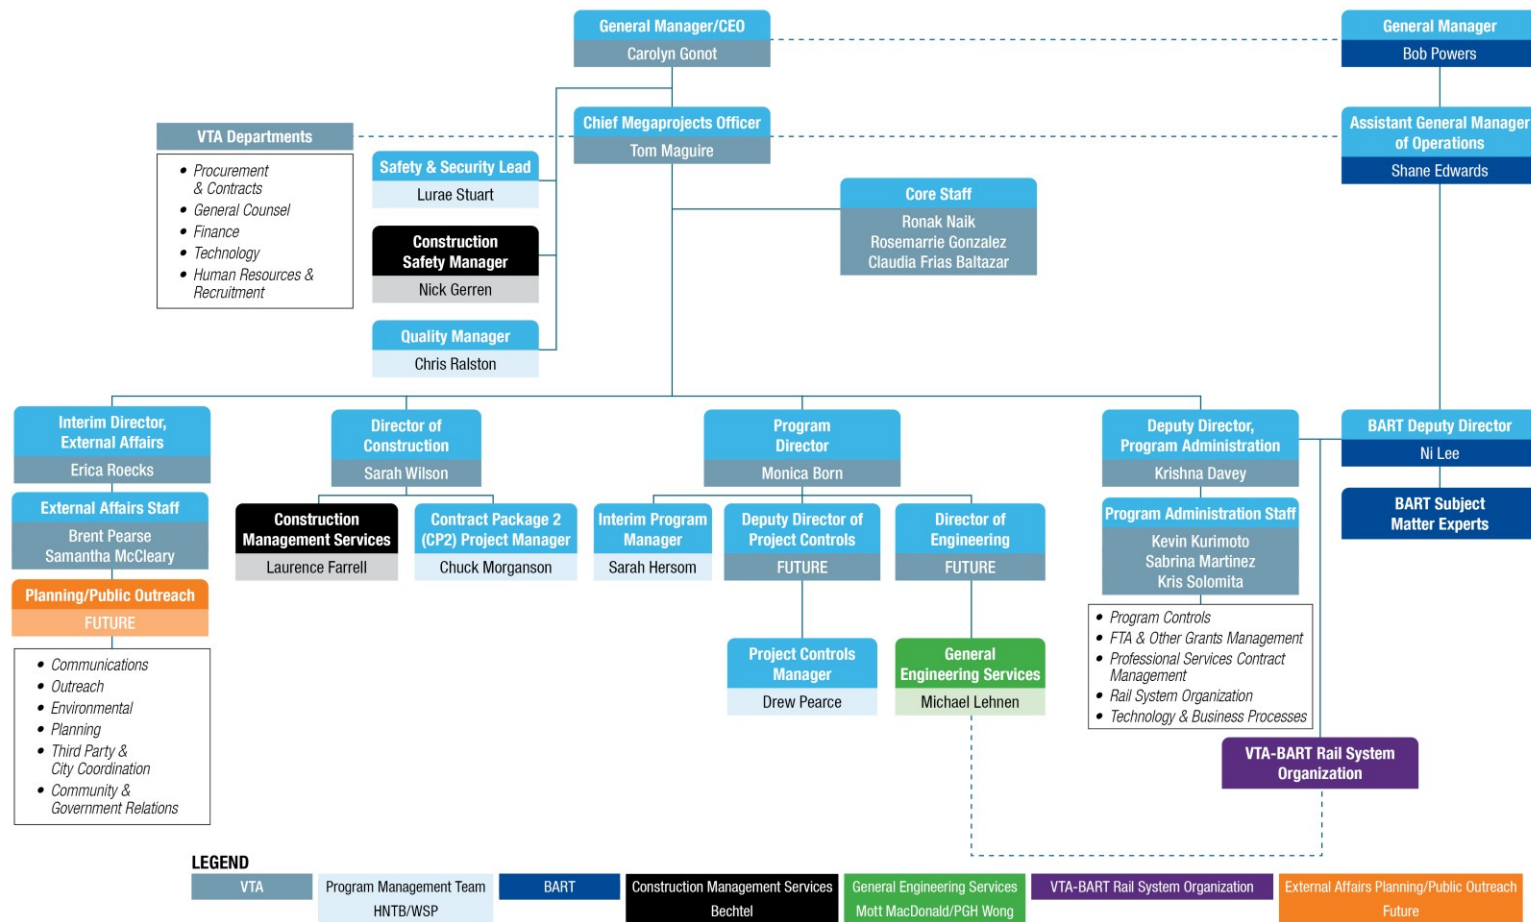 General Manager/CEO
Carolyn Gonot
General Manager
Bob Powers
VTA Departments
• Procurement
& Contracts
• General Counsel
• Finance
• Technology
• Human Resources &
Recruitment
Chief Megaprojects Officer
Tom Maguire
Assistant General Manager
of Operations
Shane Edwards
Safety & Security Lead
Lurae Stuart
Construction
Safety Manager
Nick Gerren
Quality Manager
Chris Ralston
Core Staff
Ronak Naik
Rosemarrie Gonzalez
Claudia Frias Baltazar
Interim Director,
External Affairs
Erica Roecks
External Affairs Staff
Brent Pearse
Samantha McCleary
Planning/Public Outreach
FUTURE
• Communications
• Outreach
• Environmental
• Planning
• Third Party &
City Coordination
• Community &
Government Relations
Director of
Construction
Sarah Wilson
Construction
Management Services
Laurence Farrell
Contract Package 2
(CP2) Project Manager
Chuck Morganson
Program
Director
Monica Born
Interim Program
Manager
Sarah Hersom
Deputy Director of
Project Controls
FUTURE
Director of
Engineering
FUTURE
Project Controls
Manager
Drew Pearce
General
Engineering Services
Michael Lehnen
Deputy Director,
Program Administration
Krishna Davey
Program Administration Staff
Kevin Kurimoto
Sabrina Martinez
Kris Solomita
• Program Controls
• FTA & Other Grants Management
• Professional Services Contract
Management
• Rail System Organization
• Technology & Business Processes
BART Deputy Director
Ni Lee
BART Subject
Matter Experts
VTA-BART Rail System
Organization
LEGEND
VTA
Program Management Team
HNTB/WSP
BART
Construction Management Services
Bechtel
General Engineering Services
Mott MacDonald/PGH Wong
VTA-BART Rail System Organization
External Affairs Planning/Public Outreach
Future